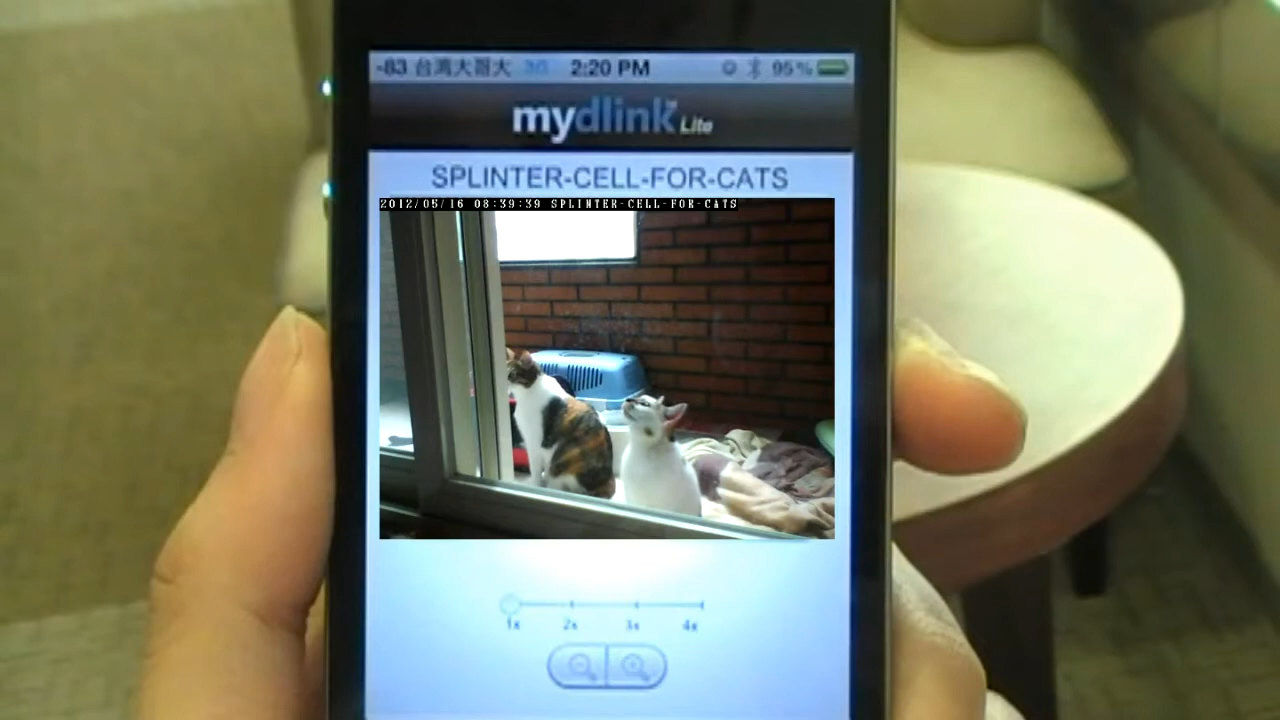 -83 台灣大哥大 3G 2:20 PM 95%
mydlink Lite
SPLINTER-CELL-FOR-CATS
2012/05/16 08:39:39 SPLINTER-CELL-FOR-CATS
1x 2x 3x 4x